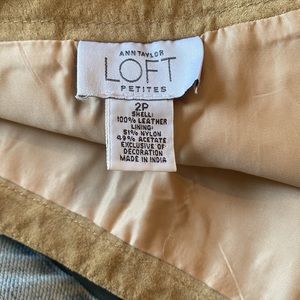 ANN TAYLOR
LOFT
PETITES
2P
SHELL:
100% LEATHER
LINING:
51% NYLON
49% ACETATE
EXCLUSIVE OF
DECORATION
MADE IN INDIA